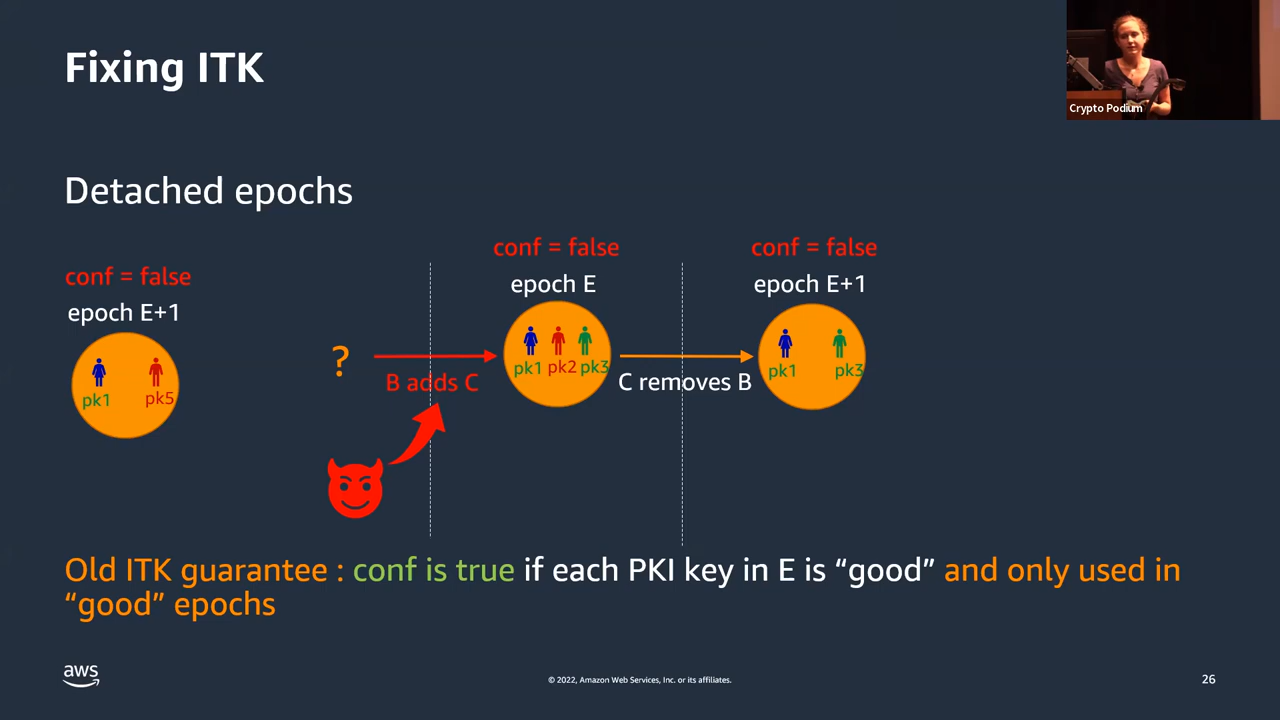 Fixing ITK
Crypto Podium
Detached epochs
conf = false
epoch E+1
pk1
pk5
?
B adds C
conf = false
epoch E
pk1 pk2 pk3
C removes B
conf = false
epoch E+1
pk1
pk3
Old ITK guarantee : conf is true if each PKI key in E is “good” and only used in
“good” epochs
aws
© 2022, Amazon Web Services, Inc. or its affiliates.
26